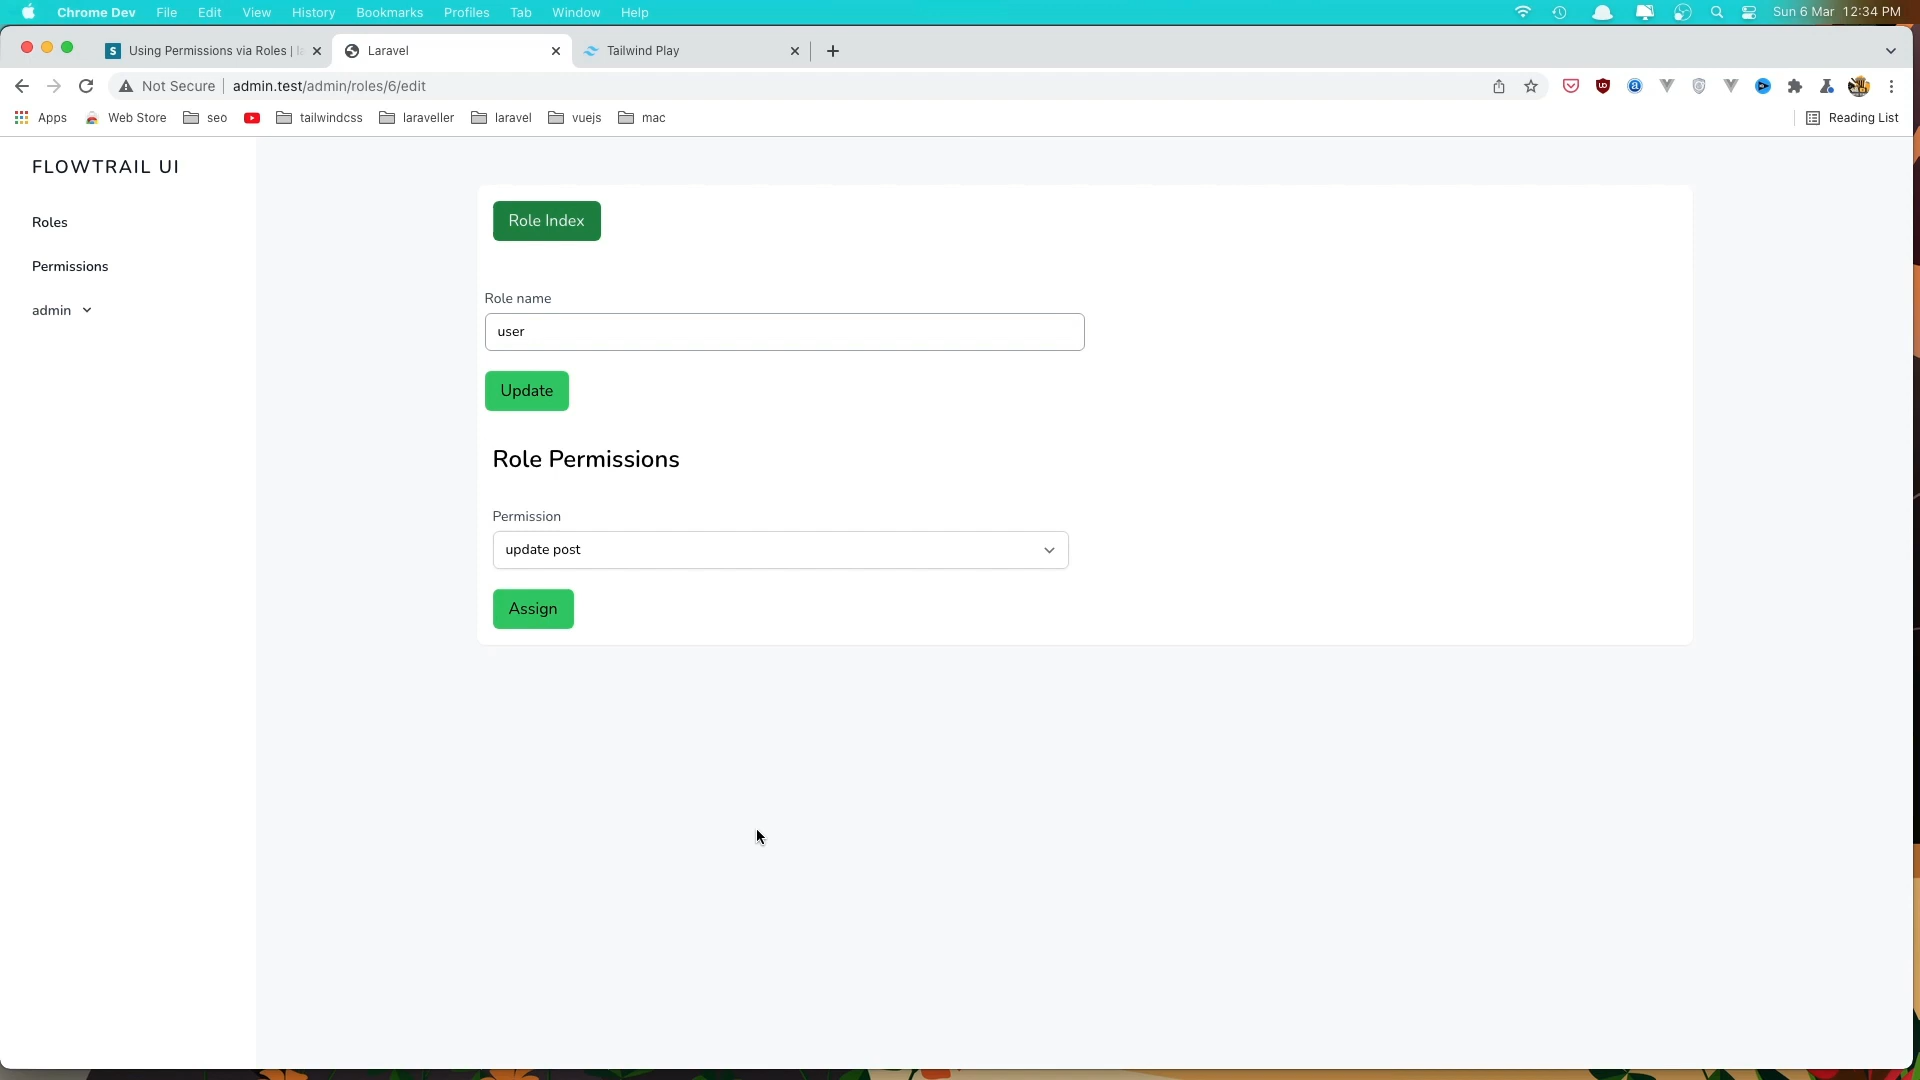 Chrome Dev File Edit View History Bookmarks Profiles Tab Window Help Sun 6 Mar 12:34 PM
S Using Permissions via Roles | Laravel Tailwind Play
Not Secure admin.test/admin/roles/6/edit
Apps Web Store seo tailwindcss laraveller laravel vuejs mac Reading List
FLOWTRAIL UI
Roles
Permissions
admin
Role Index
Role name
user
Update
Role Permissions
Permission
update post
Assign